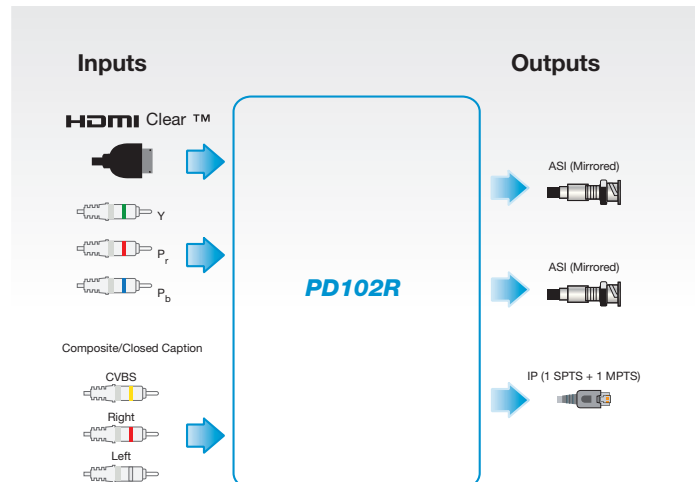 Inputs
Outputs
HDMI Clear ™
Y
Pr
Pb
Composite/Closed Caption
CVBS
Right
Left
PD102R
ASI (Mirrored)
ASI (Mirrored)
IP (1 SPTS + 1 MPTS)